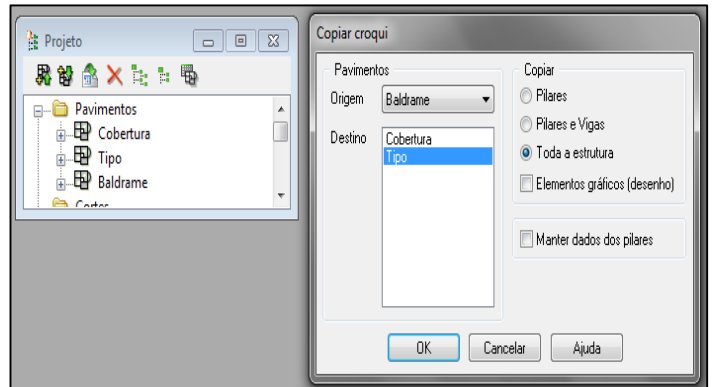 Projeto
Pavimentos
Cobertura
Tipo
Baldrame
Cortes
Copiar croqui
Pavimentos
Origem
Baldrame
Destino
Cobertura
Tipo
Copiar
Pilares
Pilares e Vigas
Toda a estrutura
Elementos gráficos (desenho)
Manter dados dos pilares
OK
Cancelar
Ajuda